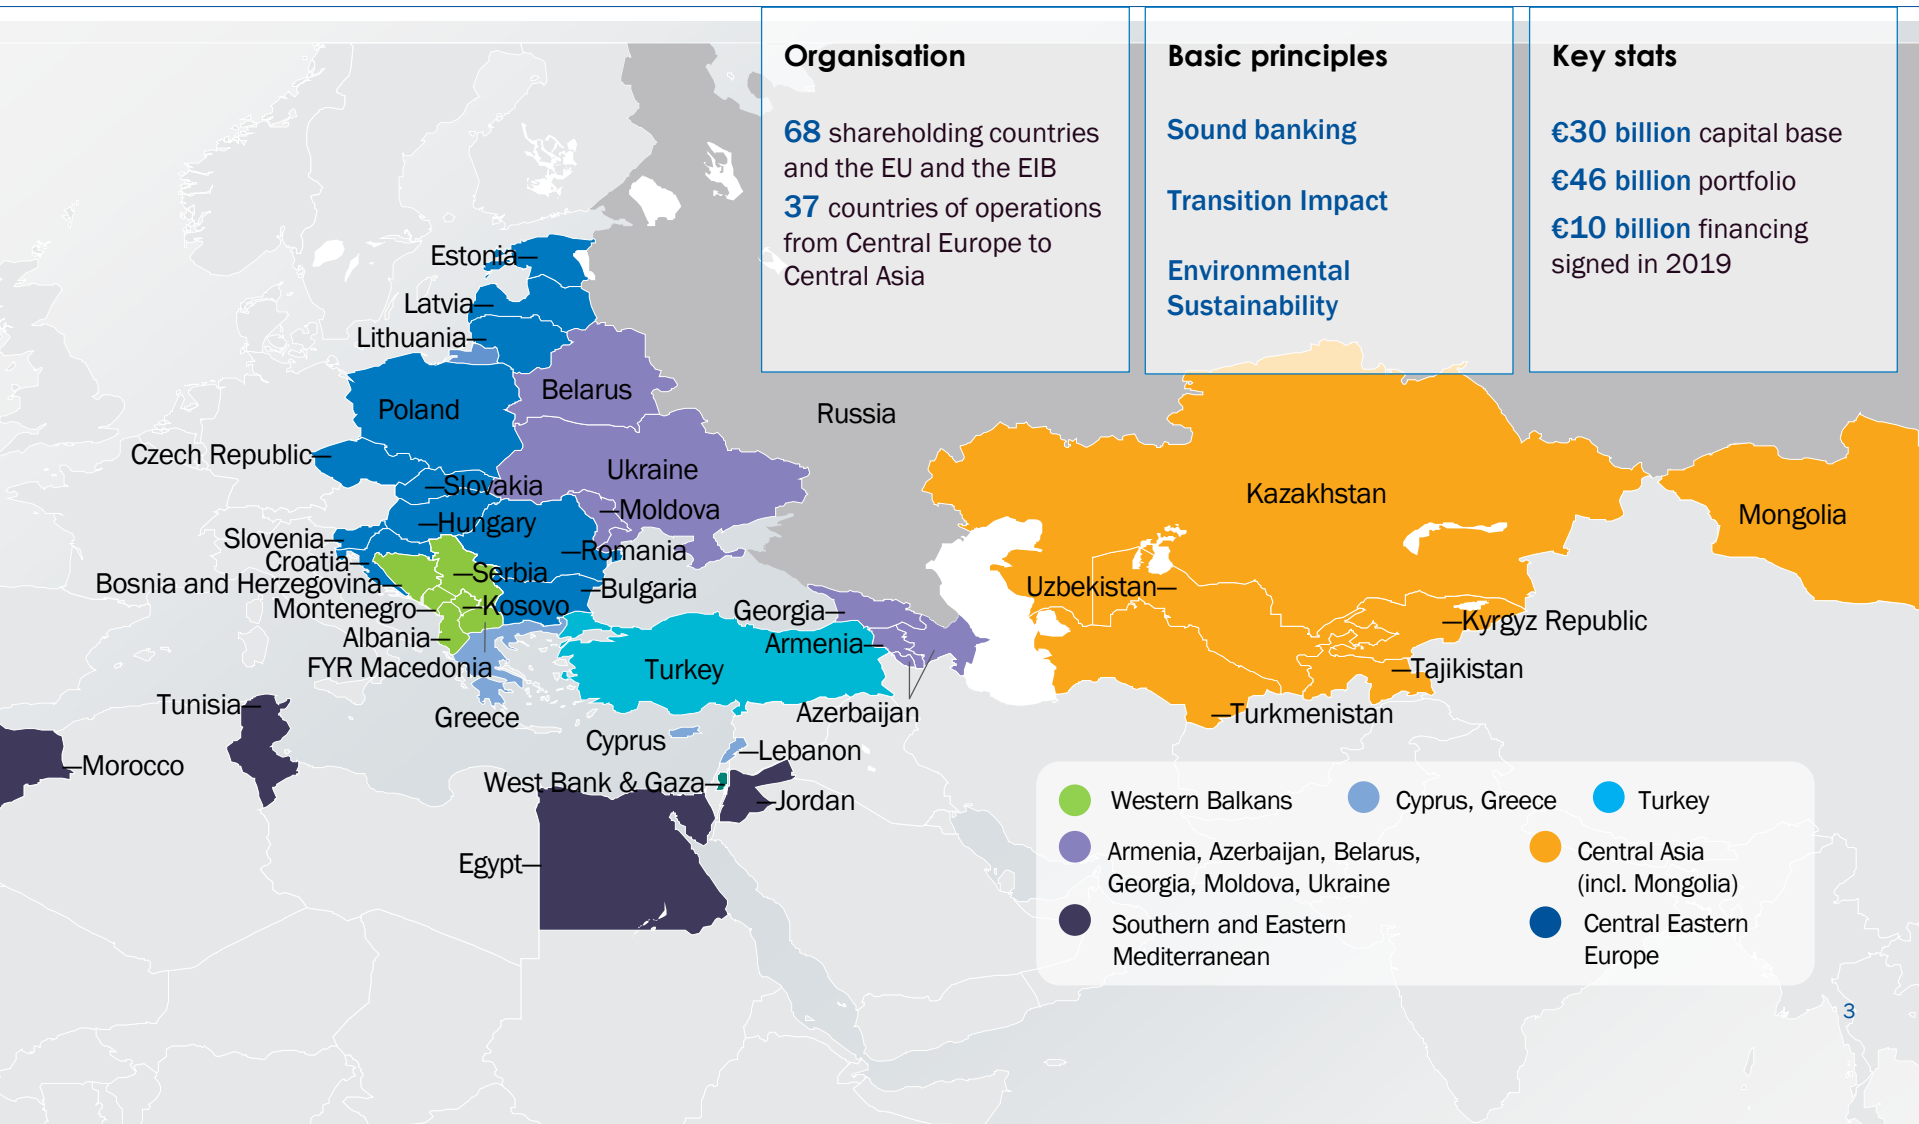 Organisation
68 shareholding countries
and the EU and the EIB
37 countries of operations
from Central Europe to
Central Asia
Basic principles
Sound banking
Transition Impact
Environmental
Sustainability
Key stats
€30 billion capital base
€46 billion portfolio
€10 billion financing
signed in 2019
Estonia
Latvia
Lithuania
Belarus
Poland
Russia
Czech Republic
Ukraine
Slovakia
Kazakhstan
Moldova
Mongolia
Hungary
Slovenia
Romania
Croatia
Serbia
Bosnia and Herzegovina
Uzbekistan
Bulgaria
Montenegro
Kosovo
Georgia
Kyrgyz Republic
Albania
Armenia
FYR Macedonia
Turkey
Tajikistan
Tunisia
Greece
Azerbaijan
Turkmenistan
Cyprus
Lebanon
Morocco
West Bank & Gaza
Jordan
Egypt
Western Balkans
Cyprus, Greece
Turkey
Armenia, Azerbaijan, Belarus,
Georgia, Moldova, Ukraine
Central Asia
(incl. Mongolia)
Southern and Eastern
Mediterranean
Central Eastern
Europe
3